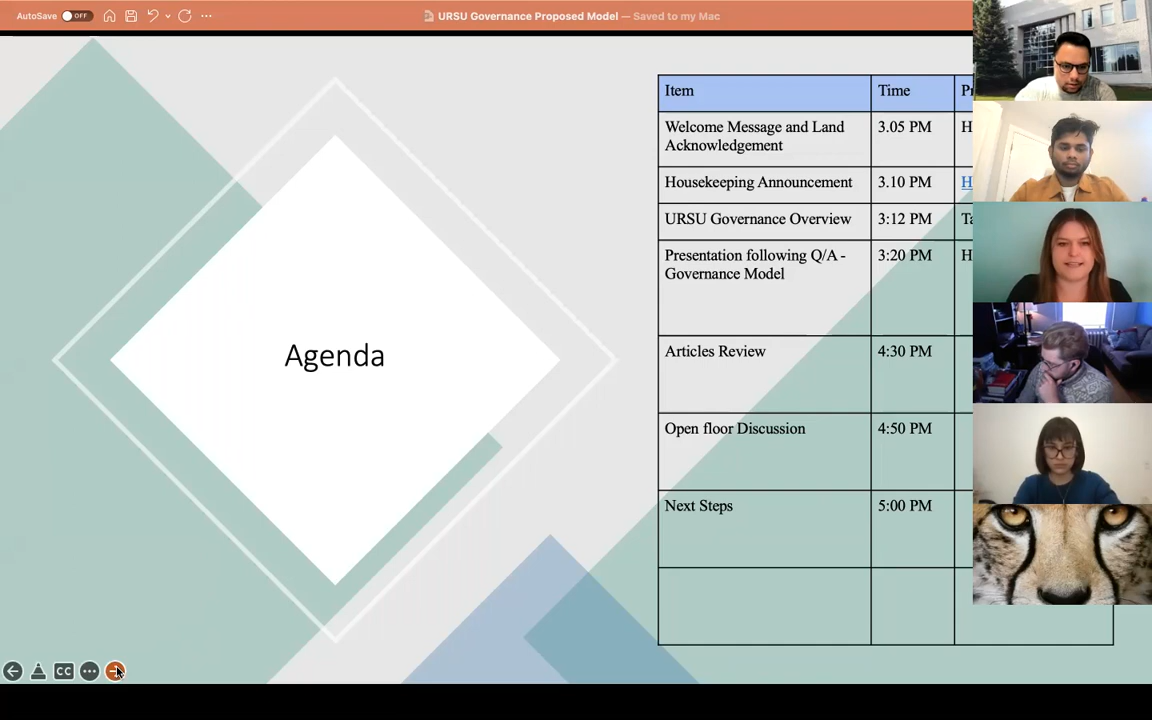 AutoSave OFF
URSU Governance Proposed Model — Saved to my Mac
Agenda
Item Time
Welcome Message and Land
Acknowledgement
3.05 PM
Housekeeping Announcement 3.10 PM
URSU Governance Overview 3:12 PM
Presentation following Q/A -
Governance Model
3:20 PM
Articles Review 4:30 PM
Open floor Discussion 4:50 PM
Next Steps 5:00 PM
CC